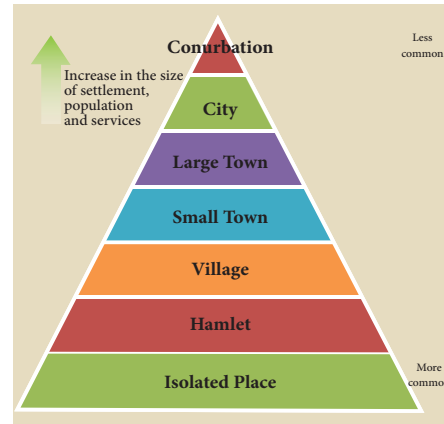 Conurbation
Less
common
Increase in the size
of settlement,
population
and services
City
Large Town
Small Town
Village
Hamlet
Isolated Place
More
commo